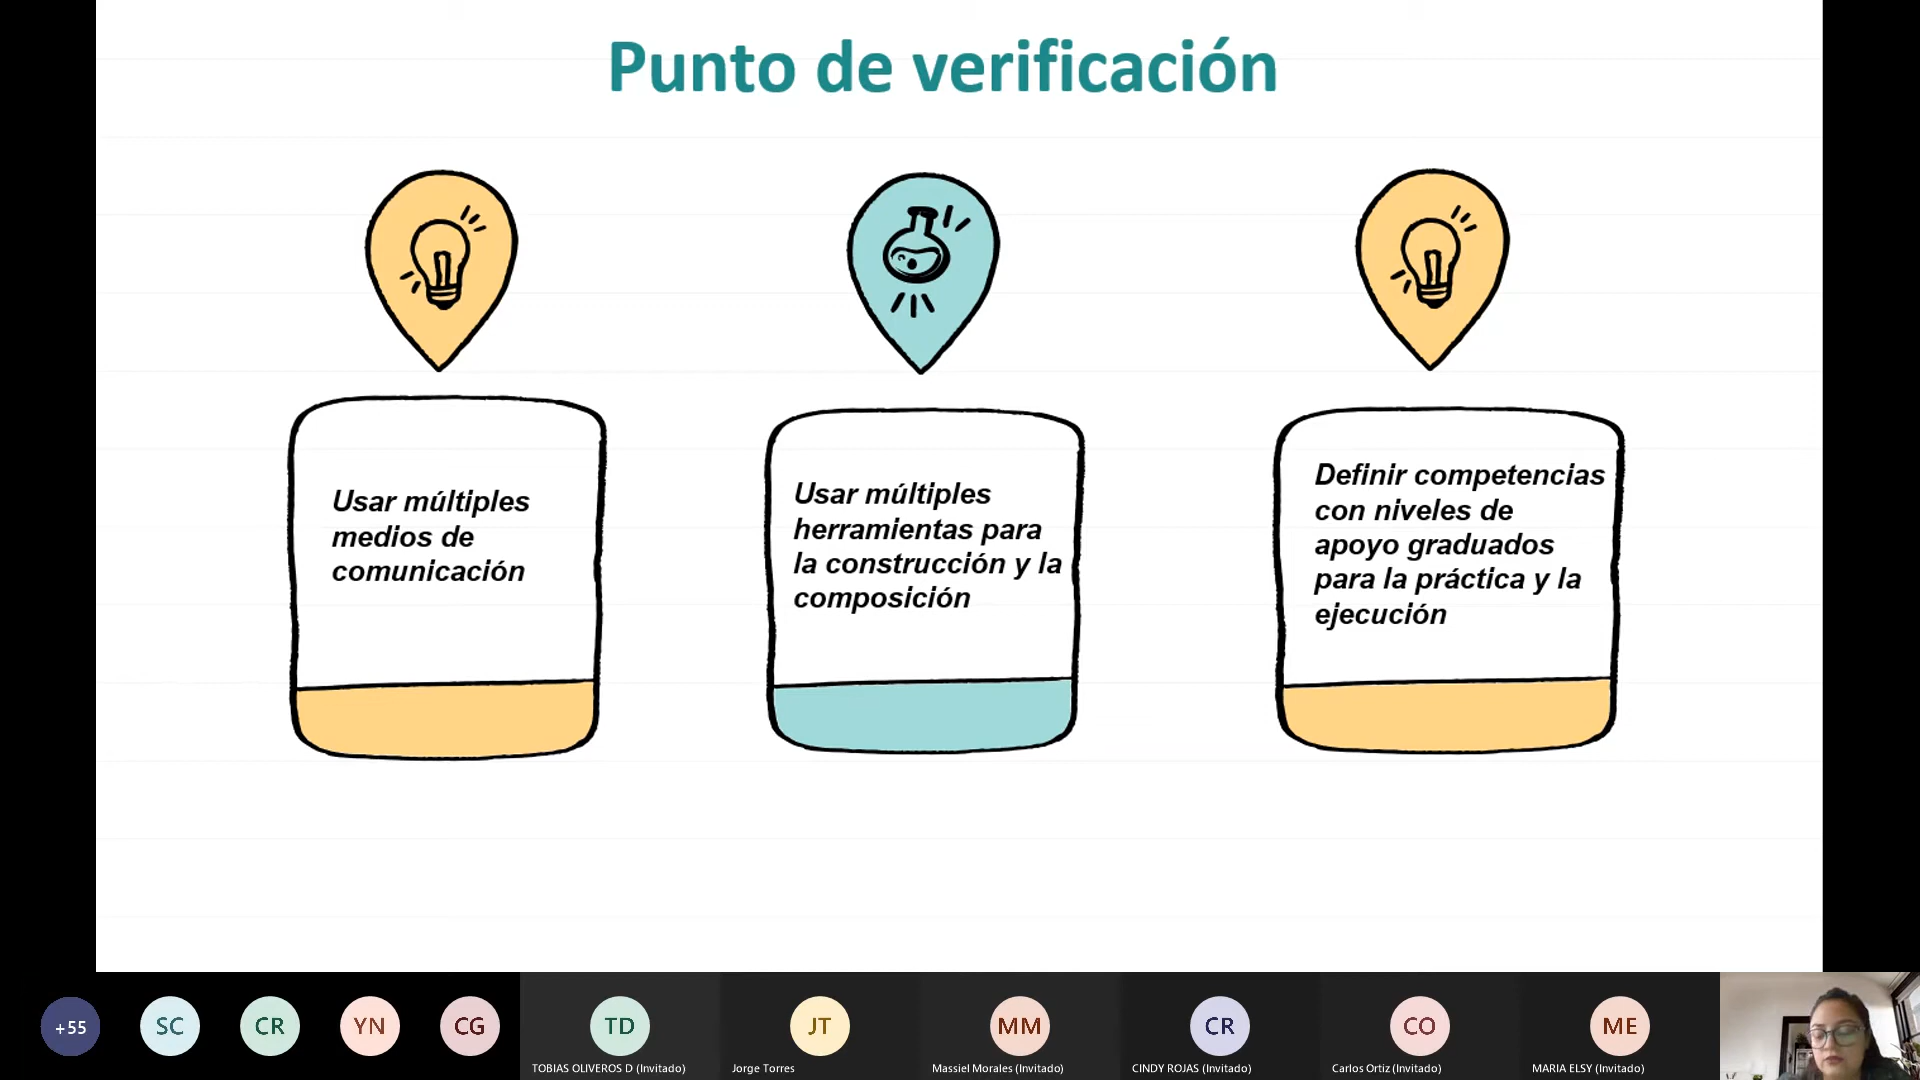 Punto de verificación
Usar múltiples
medios de
comunicación
Usar múltiples
herramientas para
la construcción y la
composición
Definir competencias
con niveles de
apoyo graduados
para la práctica y la
ejecución
+55
SC
CR
YN
CG
TD
JT
MM
CR
CO
ME
TOBIAS OLIVEROS D (Invitado)
Jorge Torres
Massiel Morales (Invitado)
CINDY ROJAS (Invitado)
Carlos Ortiz (Invitado)
MARIA ELSY (Invitado)